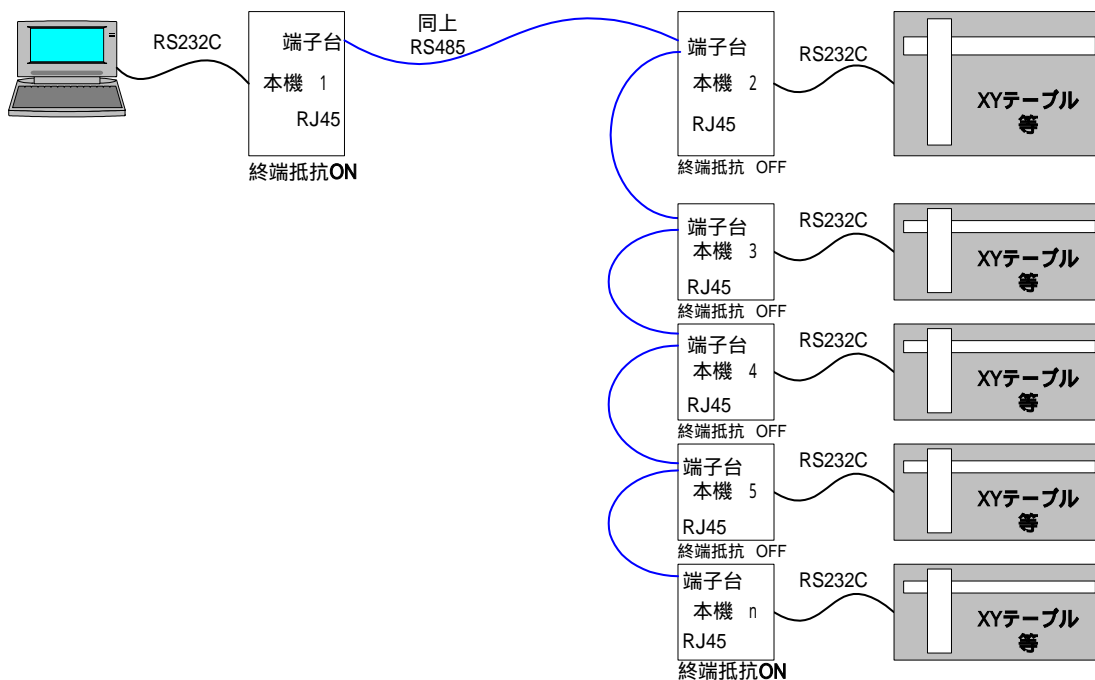 RS232C
端子台
本機 1
RJ45
終端抵抗ON
同上
RS485
端子台
本機 2
RJ45
終端抵抗 OFF
RS232C
XYテーブル
等
端子台
本機 3
RJ45
終端抵抗 OFF
RS232C
XYテーブル
等
端子台
本機 4
RJ45
終端抵抗 OFF
RS232C
XYテーブル
等
端子台
本機 5
RJ45
終端抵抗 OFF
RS232C
XYテーブル
等
端子台
本機 n
RJ45
終端抵抗ON
RS232C
XYテーブル
等